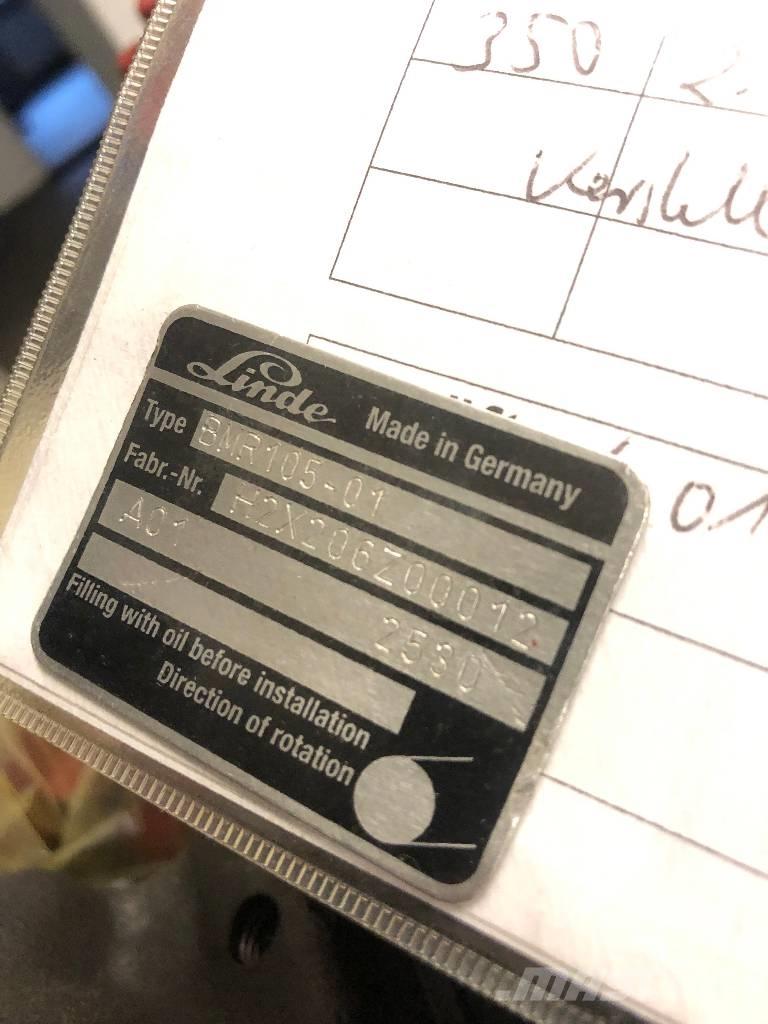 350
Linde Made in Germany
Type BMR105-01
Fabr.-Nr. H2X206Z00012
A01 2530
Filling with oil before installation
Direction of rotation
01